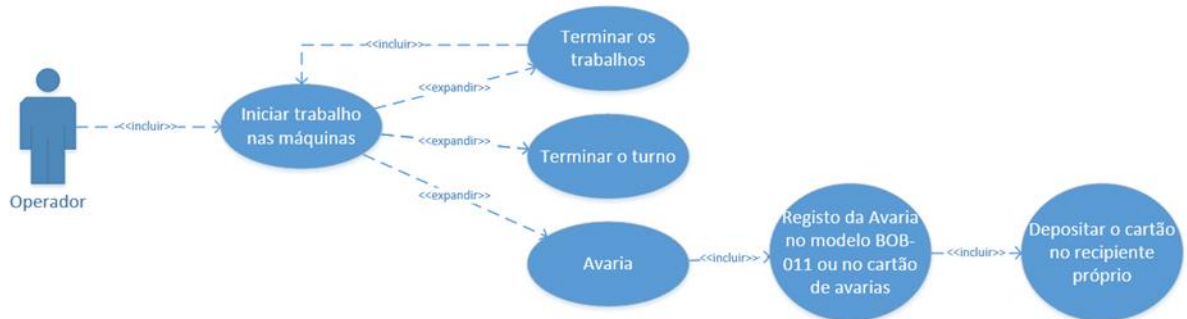 Operador
<<incluir>>
Iniciar trabalho
nas máquinas
<<incluir>>
<<expandir>>
Terminar os
trabalhos
<<expandir>>
Terminar o turno
<<expandir>>
Avaria
<<incluir>>
Registo da Avaria
no modelo BOB-
011 ou no cartão
de avarias
<<incluir>>
Depositar o cartão
no recipiente
próprio